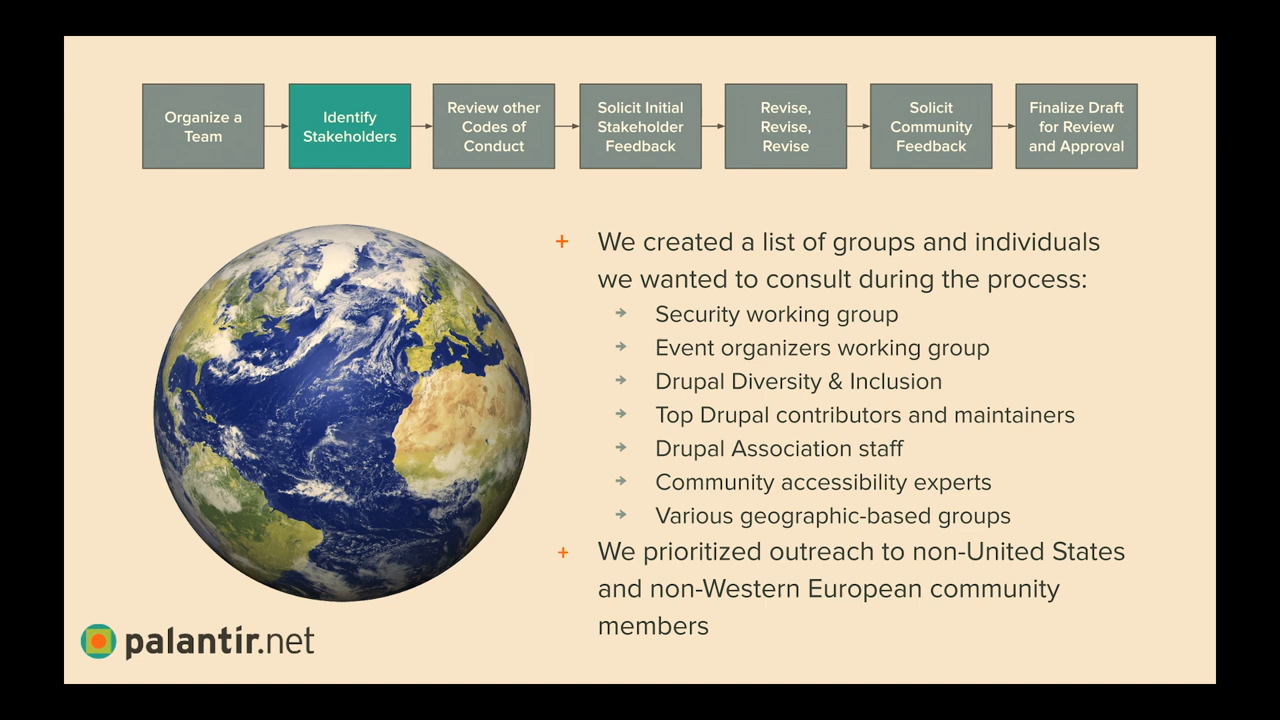 Organize a
Team
Identify
Stakeholders
Review other
Codes of
Conduct
Solicit Initial
Stakeholder
Feedback
Revise,
Revise,
Revise
Solicit
Community
Feedback
Finalize Draft
for Review
and Approval
+ We created a list of groups and individuals
we wanted to consult during the process:
→ Security working group
→ Event organizers working group
→ Drupal Diversity & Inclusion
→ Top Drupal contributors and maintainers
→ Drupal Association staff
→ Community accessibility experts
→ Various geographic-based groups
+ We prioritized outreach to non-United States
and non-Western European community
members
palantir.net